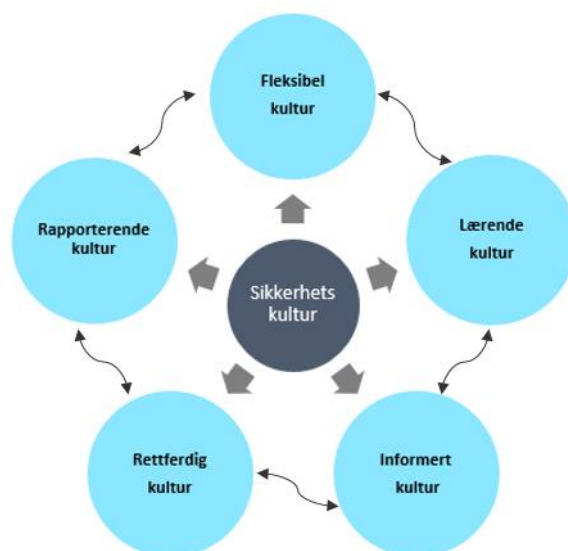 Fleksibel
kultur
Rapporterende
kultur
Lærende
kultur
Sikkerhets
kultur
Rettferdig
kultur
Informert
kultur